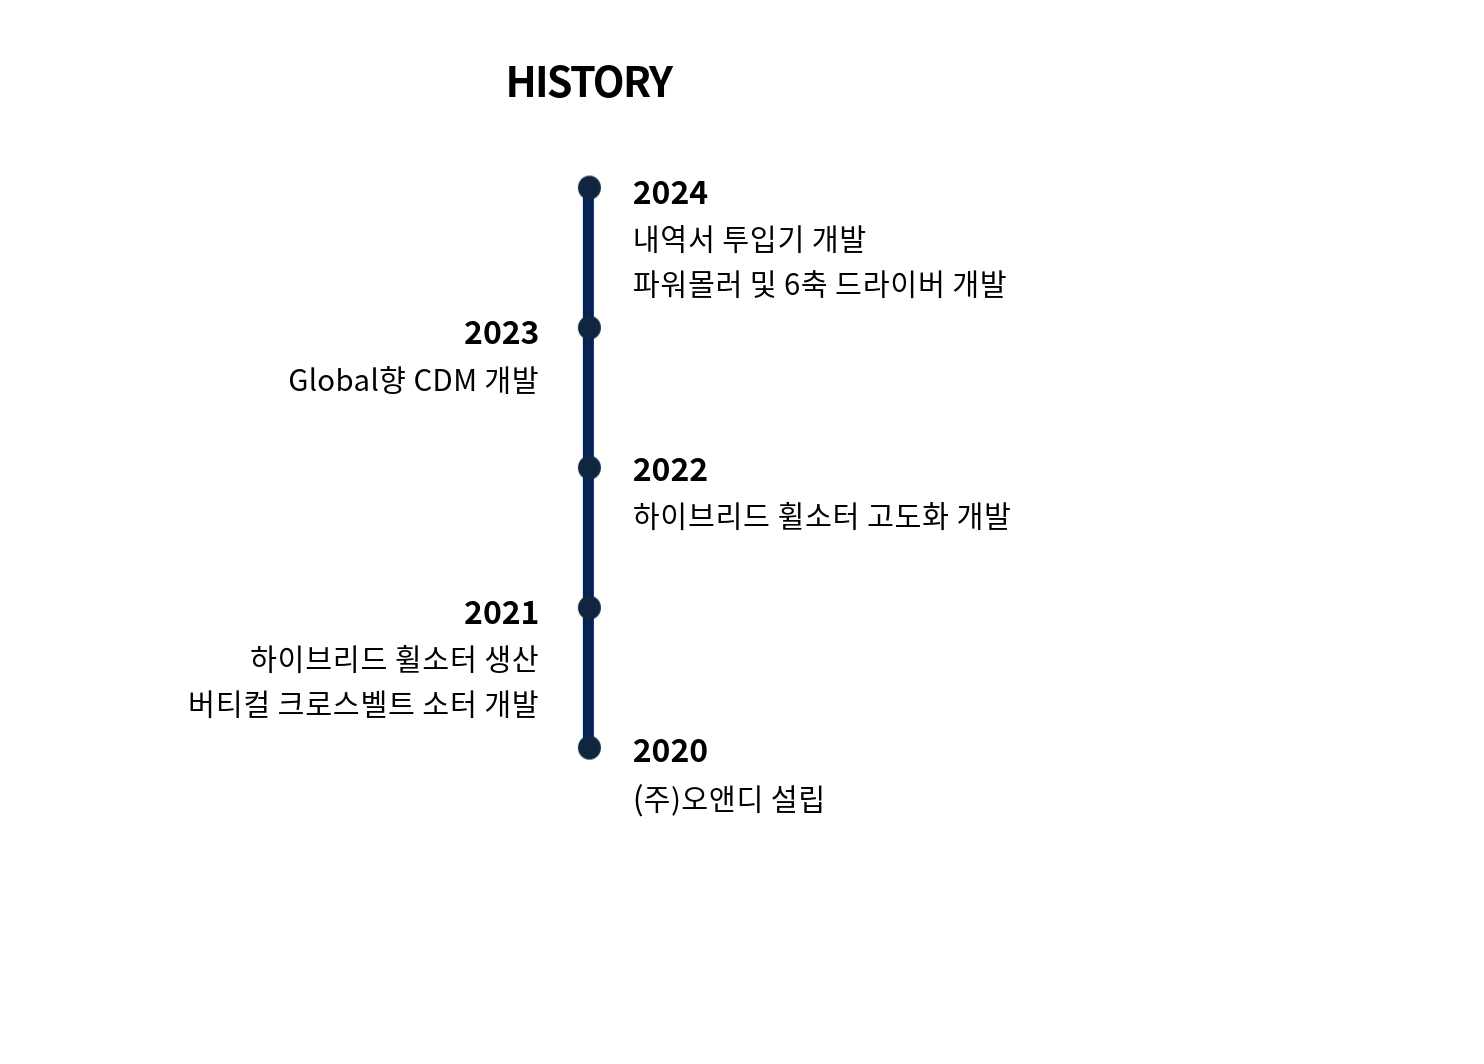 HISTORY
2024
내역서 투입기 개발
파워몰러 및 6축 드라이버 개발
2023
Global향 CDM 개발
2022
하이브리드 휠소터 고도화 개발
2021
하이브리드 휠소터 생산
버티컬 크로스벨트 소터 개발
2020
(주)오앤디 설립